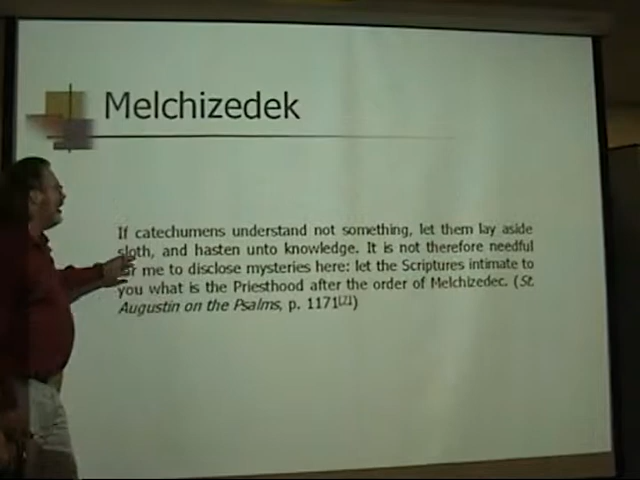 Melchizedek
If catechumens understand not something, let them lay aside
sloth, and hasten unto knowledge. It is not therefore needful
for me to disclose mysteries here: let the Scriptures intimate to
you what is the Priesthood after the order of Melchizedec. (St.
Augustin on the Psalms, p. 1171[2])